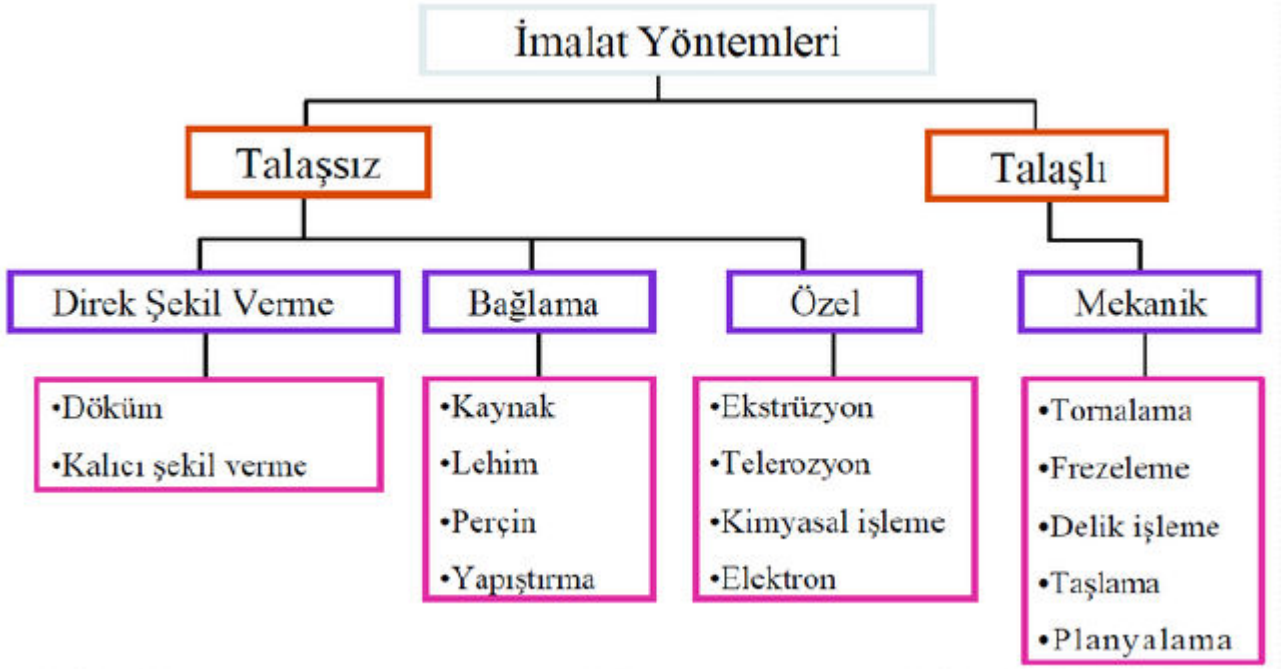 İmalat Yöntemleri
Talaşsız
Talaşlı
Direk Şekil Verme
Bağlama
Özel
Mekanik
•Döküm
•Kalıcı şekil verme
•Kaynak
•Lehim
•Perçin
•Yapıştırma
•Ekstrüzyon
•Telerozyon
•Kimyasal işleme
•Elektron
•Tornalama
•Frezeleme
•Delik işleme
•Taşlama
•Planyalama